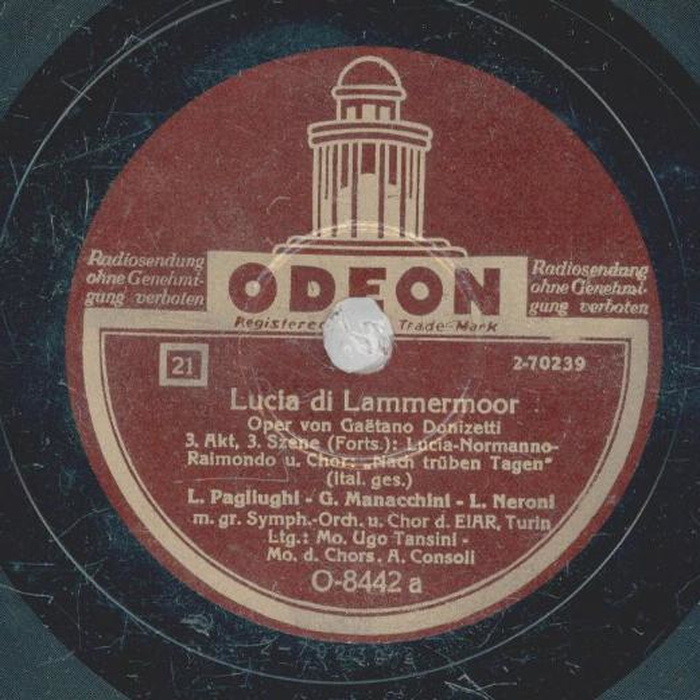 Radiosendung
ohne Genehmi-
gung verboten
ODEON
Radiosendung
ohne Genehmi-
gung verboten
Registered Trade-Mark
21
2-70239
Lucia di Lammermoor
Oper von Gaëtano Donizetti
3. Akt, 3. Szene (Forts.): Lucia-Normanno-
Raimondo u. Chor: „Nach trüben Tagen"
(ital. ges.)
L. Pagliughi - G. Manacchini - L. Neroni
m. gr. Symph.-Orch. u. Chor d. EIAR, Turin
Ltg.: Mo. Ugo Tansini -
Mo. d. Chors. A. Consoli
O-8442 a